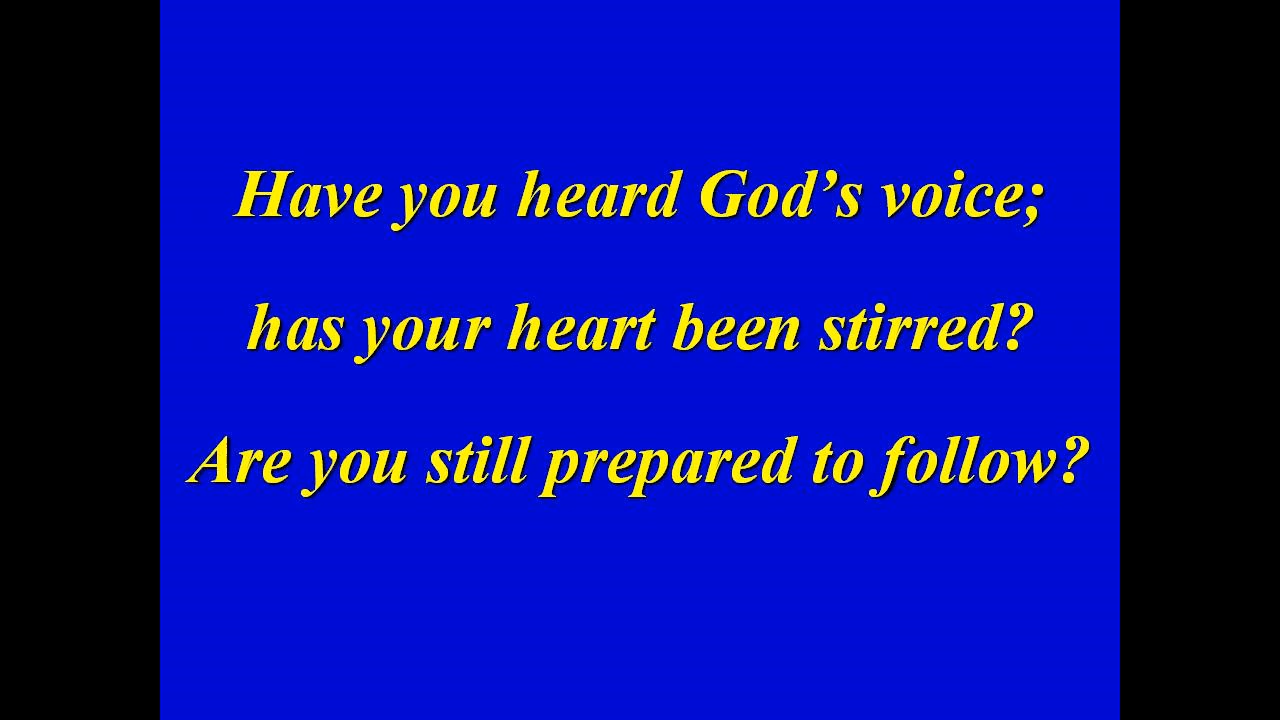 Have you heard God’s voice;
has your heart been stirred?
Are you still prepared to follow?